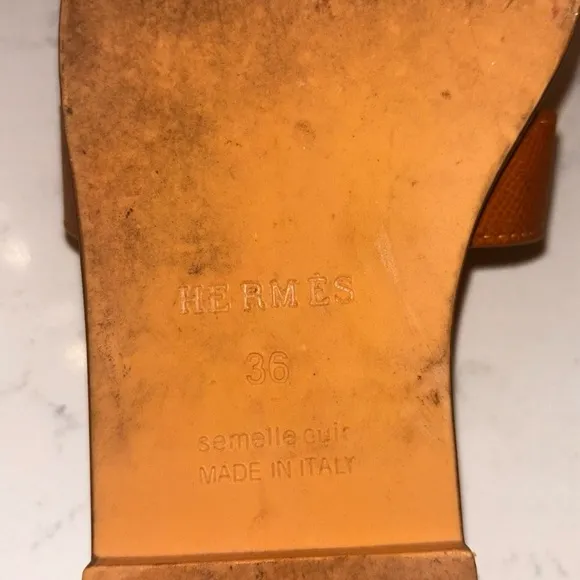 HERMÈS
36
semelle cuir
MADE IN ITALY